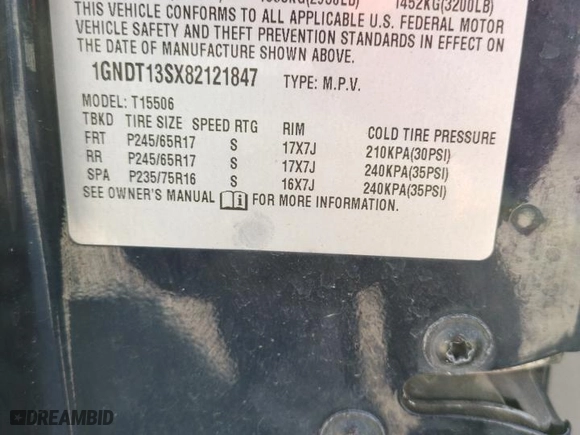 1452KG(3200LB)
THIS VEHICLE CONFORMS TO ALL APPLICABLE U.S. FEDERAL MOTOR
VEHICLE SAFETY AND THEFT PREVENTION STANDARDS IN EFFECT ON
THE DATE OF MANUFACTURE SHOWN ABOVE.
1GNDT13SX82121847 TYPE: M.P.V.
MODEL: T15506
TBKD TIRE SIZE SPEED RTG RIM COLD TIRE PRESSURE
FRT P245/65R17 S 17X7J 210KPA(30PSI)
RR P245/65R17 S 17X7J 240KPA(35PSI)
SPA P235/75R16 S 16X7J 240KPA(35PSI)
SEE OWNER'S MANUAL FOR MORE INFORMATION.
DREAMBID